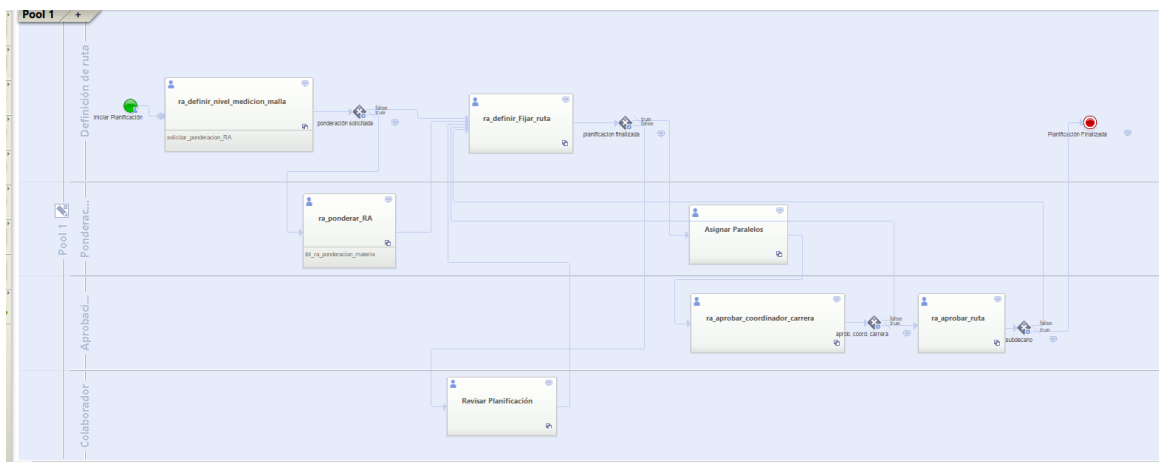 Pool 1
+
Pool 1
Definición de ruta
Iniciar Planificación
ra_definir_nivel_medicion_malla
solicitar_ponderacion_RA
false
true
ponderación solicitada
ra_definir_Fijar_ruta
true
false
planificacion finalizada
Planificación Finalizada
Ponderac...
ra_ponderar_RA
tbl_ra_ponderacion_materia
Asignar Paralelos
Aprobaci...
ra_aprobar_coordinador_carrera
false
true
aprob. coord. carrera
ra_aprobar_ruta
false
true
subdecano
Colaborador
Revisar Planificación